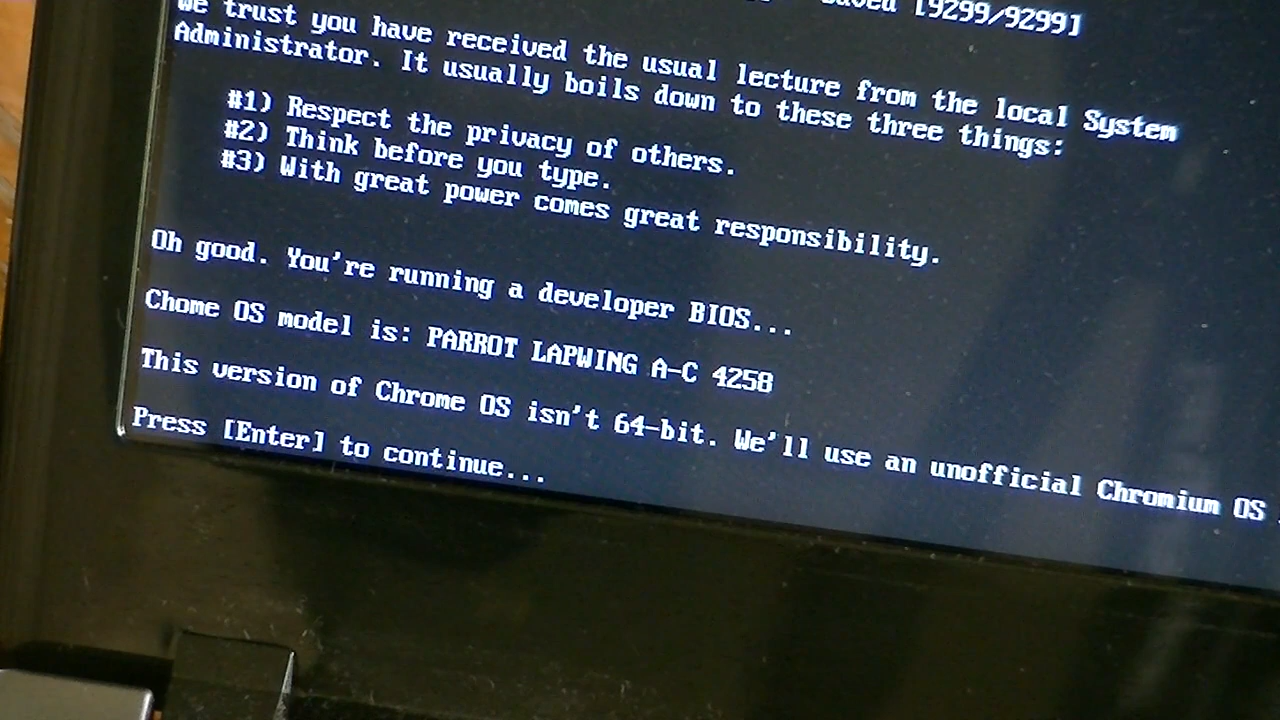 saved [9299/9299]
We trust you have received the usual lecture from the local System
Administrator. It usually boils down to these three things:
#1) Respect the privacy of others.
#2) Think before you type.
#3) With great power comes great responsibility.
Oh good. You're running a developer BIOS...
Chome OS model is: PARROT LAPWING A-C 4258
This version of Chrome OS isn't 64-bit. We'll use an unofficial Chromium OS
Press [Enter] to continue...